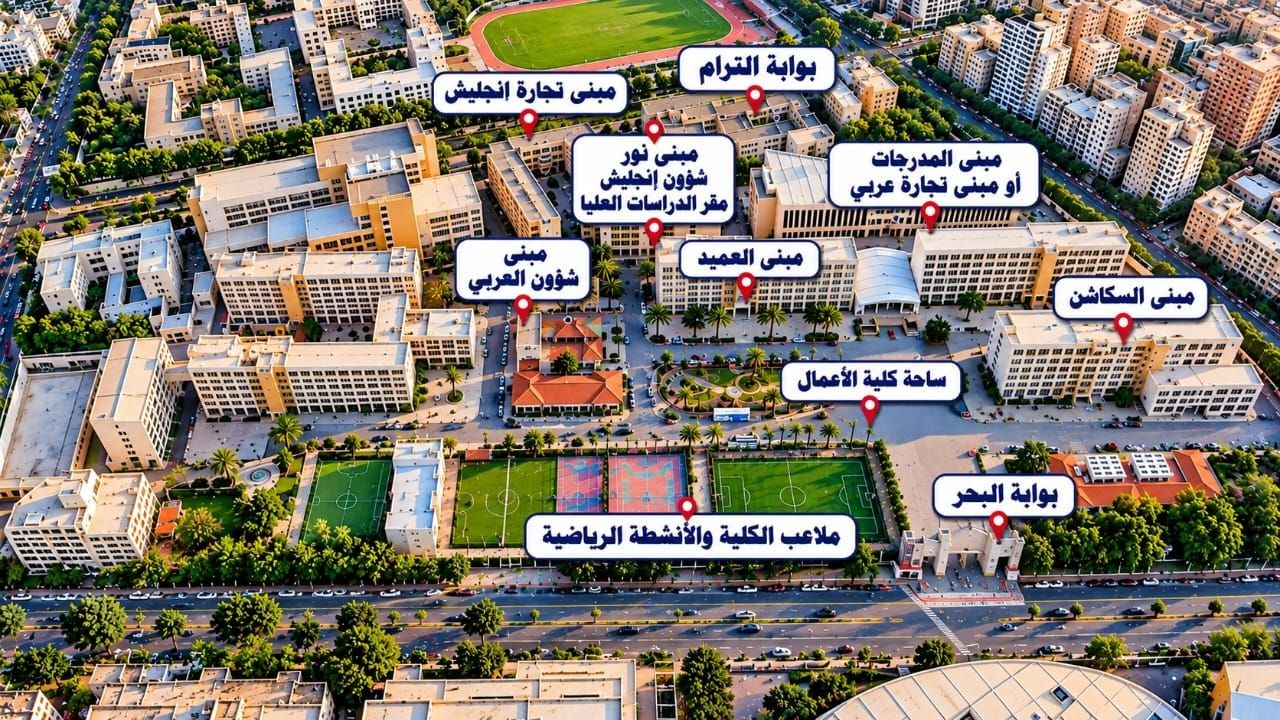 بوابة الترام
مبنى تجارة انجليش
مبنى نور
شؤون إنجليش
مقر الدراسات العليا
مبنى المدرجات
أو مبنى تجارة عربي
مبنى
شؤون العربي
مبنى العميد
مبنى السكاشن
ساحة كلية الأعمال
بوابة البحر
ملاعب الكلية والأنشطة الرياضية